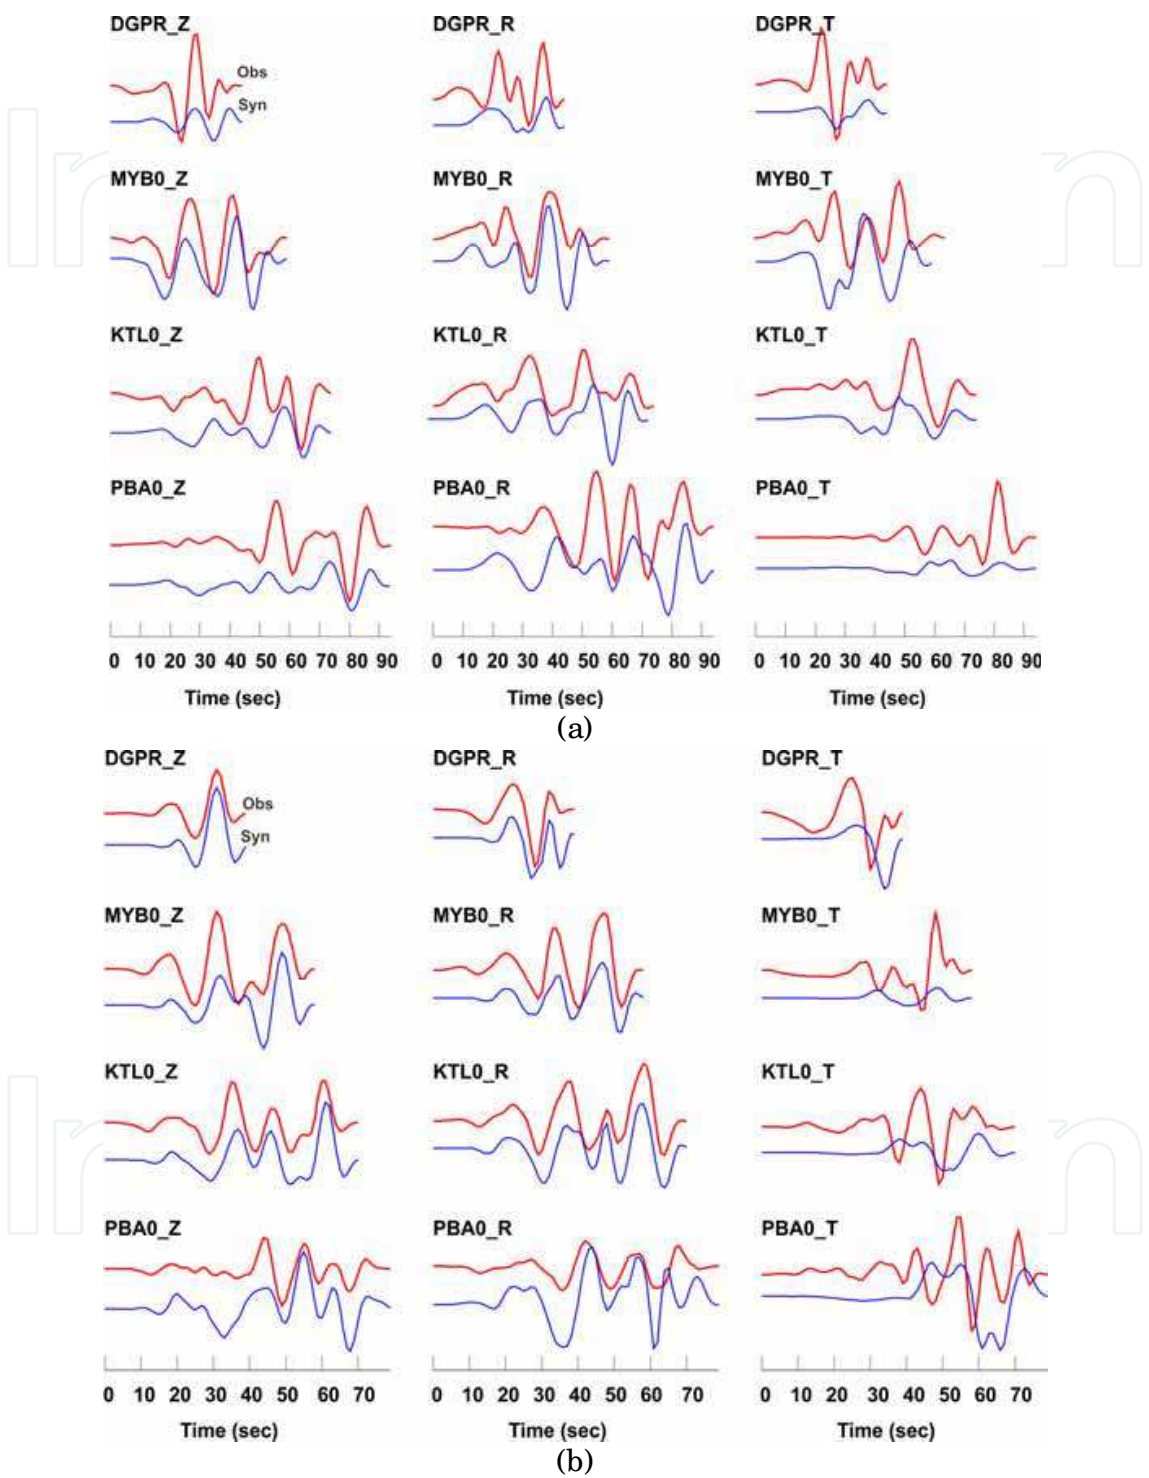 DGPR_Z DGPR_R DGPR_T
Obs
Syn
MYB0_Z MYB0_R MYB0_T
KTL0_Z KTL0_R KTL0_T
PBA0_Z PBA0_R PBA0_T
0 10 20 30 40 50 60 70 80 90 0 10 20 30 40 50 60 70 80 90 0 10 20 30 40 50 60 70 80 90
Time (sec) Time (sec) Time (sec)
(a)
DGPR_Z DGPR_R DGPR_T
Obs
Syn
MYB0_Z MYB0_R MYB0_T
KTL0_Z KTL0_R KTL0_T
PBA0_Z PBA0_R PBA0_T
0 10 20 30 40 50 60 70 0 10 20 30 40 50 60 70 0 10 20 30 40 50 60 70
Time (sec) Time (sec) Time (sec)
(b)